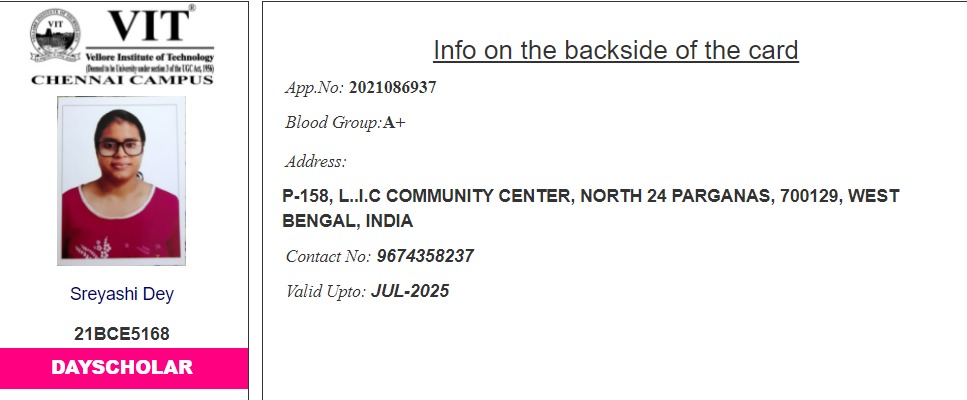 VIT®
VIT
Vellore Institute of Technology
(Deemed to be University under section 3 of the UGC Act, 1956)
CHENNAI CAMPUS
Sreyashi Dey
21BCE5168
DAYSCHOLAR
Info on the backside of the card
App.No: 2021086937
Blood Group:A+
Address:
P-158, L..I.C COMMUNITY CENTER, NORTH 24 PARGANAS, 700129, WEST
BENGAL, INDIA
Contact No: 9674358237
Valid Upto: JUL-2025